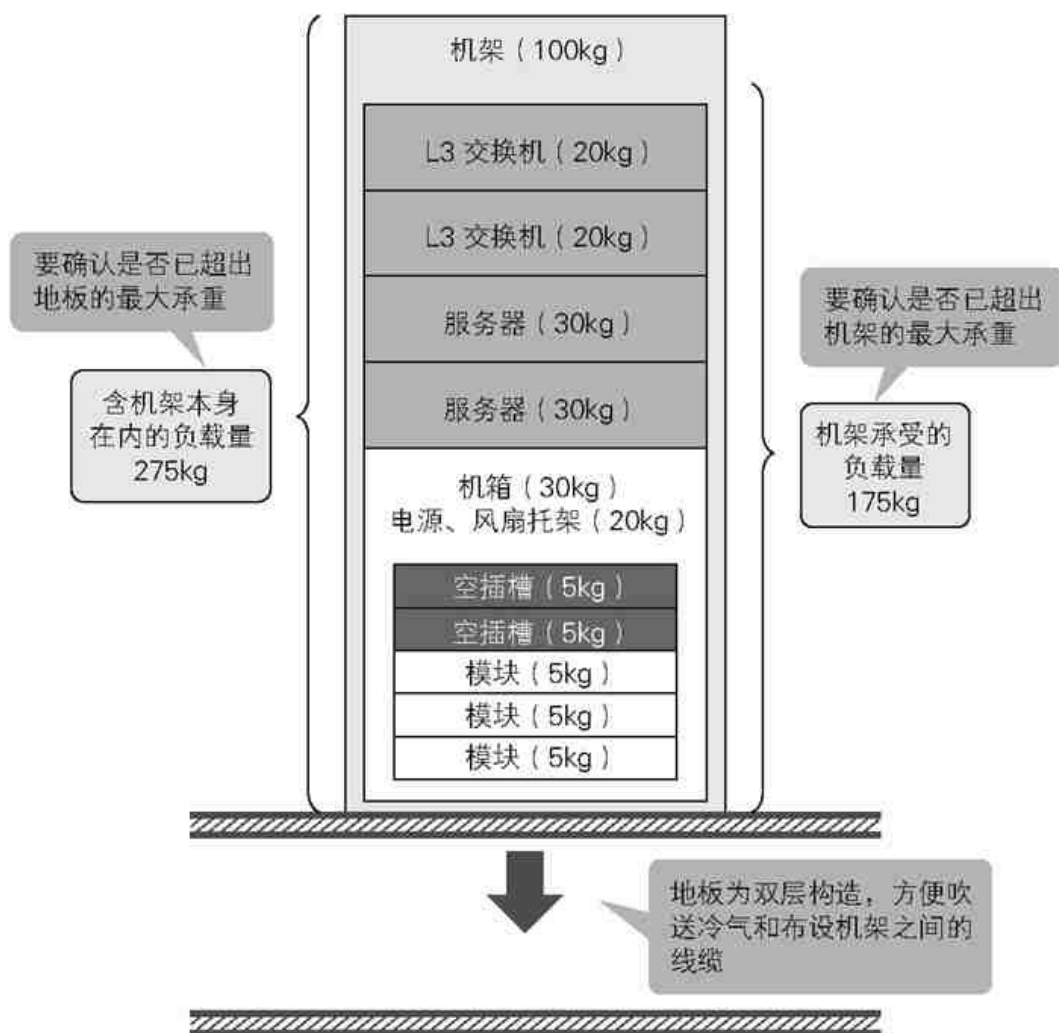 机架（100kg）
L3 交换机（20kg）
L3 交换机（20kg）
服务器（30kg）
服务器（30kg）
机箱（30kg）
电源、风扇托架（20kg）
空插槽（5kg）
空插槽（5kg）
模块（5kg）
模块（5kg）
模块（5kg）
要确认是否已超出
地板的最大承重
含机架本身
在内的负载量
275kg
要确认是否已超出
机架的最大承重
机架承受的
负载量
175kg
地板为双层构造，方便吹
送冷气和布设机架之间的
线缆